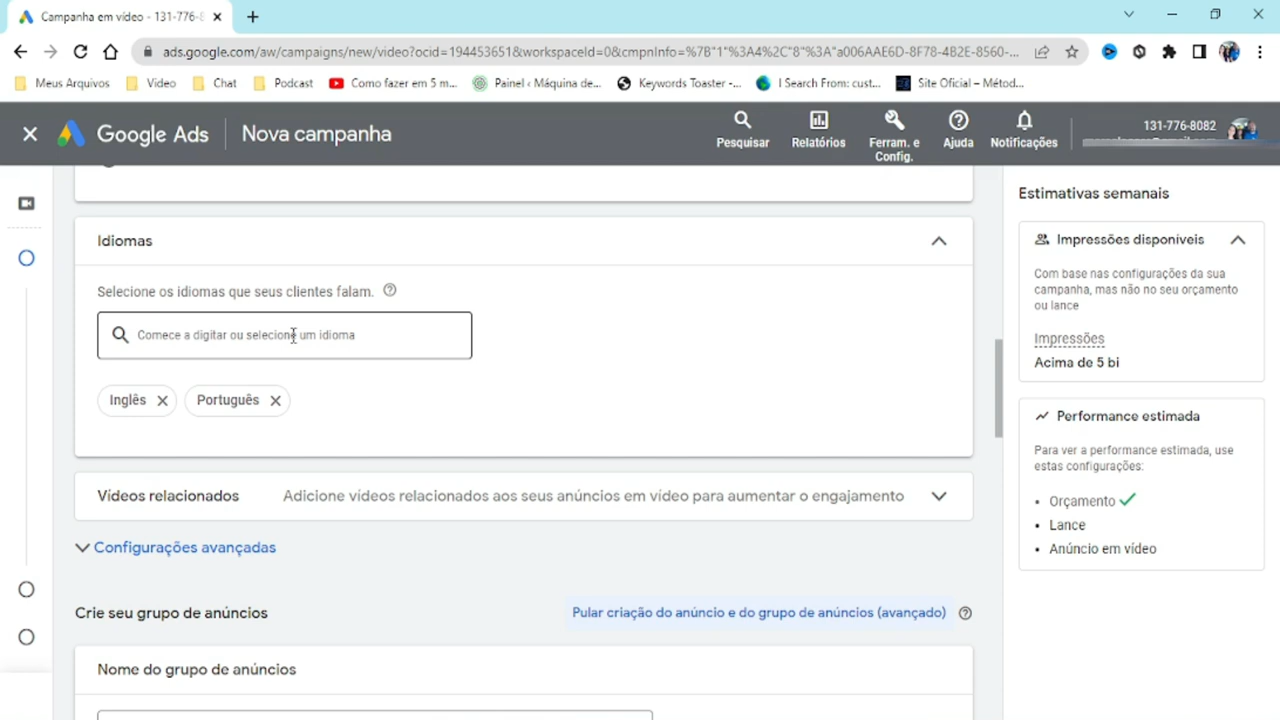 Campanha em vídeo - 131-776-8
ads.google.com/aw/campaigns/new/video?ocid=194453651&workspaceId=0&cmpnInfo=%7B"1"%3A4%2C"8"%3A"a006AAE6D-8F78-4B2E-8560-...
Meus Arquivos
Vídeo
Chat
Podcast
Como fazer em 5 m...
Painel ‹ Máquina de...
Keywords Toaster -...
I Search From: cust...
Site Oficial – Métod...
Google Ads
Nova campanha
Pesquisar
Relatórios
Ferram. e
Config.
Ajuda
Notificações
131-776-8082
Idiomas
Selecione os idiomas que seus clientes falam.
Comece a digitar ou selecione um idioma
Inglês
Português
Vídeos relacionados
Adicione vídeos relacionados aos seus anúncios em vídeo para aumentar o engajamento
Configurações avançadas
Crie seu grupo de anúncios
Pular criação do anúncio e do grupo de anúncios (avançado)
Nome do grupo de anúncios
Estimativas semanais
Impressões disponíveis
Com base nas configurações da sua
campanha, mas não no seu orçamento
ou lance
Impressões
Acima de 5 bi
Performance estimada
Para ver a performance estimada, use
estas configurações:
• Orçamento
• Lance
• Anúncio em vídeo